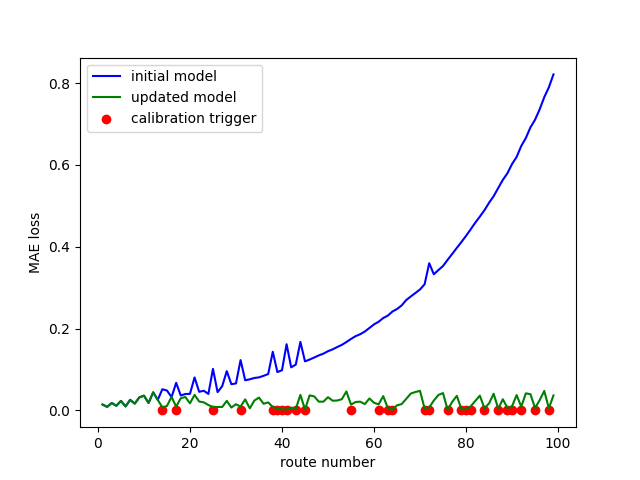 initial model
updated model
calibration trigger
MAE loss
0.8
0.6
0.4
0.2
0.0
0 20 40 60 80 100
route number